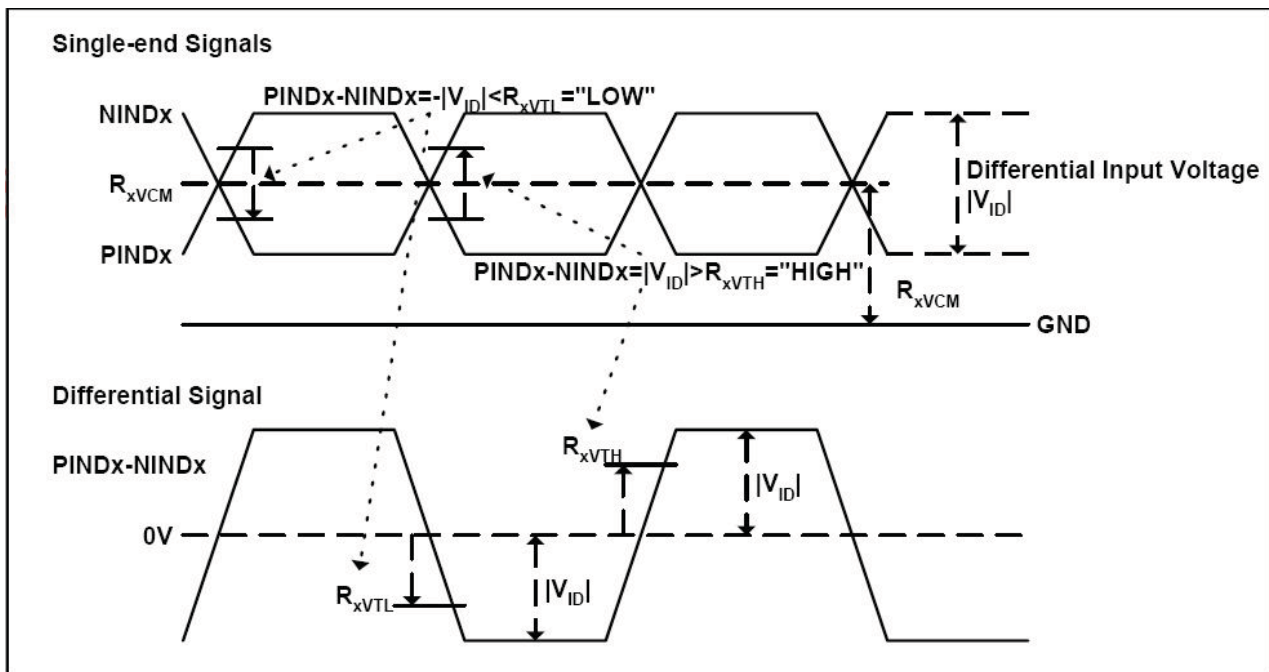 Single-end Signals
PINDx-NINDx=-|VID|<RxVTL="LOW"
NINDx
RxVCM
Differential Input Voltage
|VID|
PINDx
PINDx-NINDx=|VID|>RxVTH="HIGH"
RxVCM
GND
Differential Signal
PINDx-NINDx
RxVTH
|VID|
0V
RxVTL
|VID|